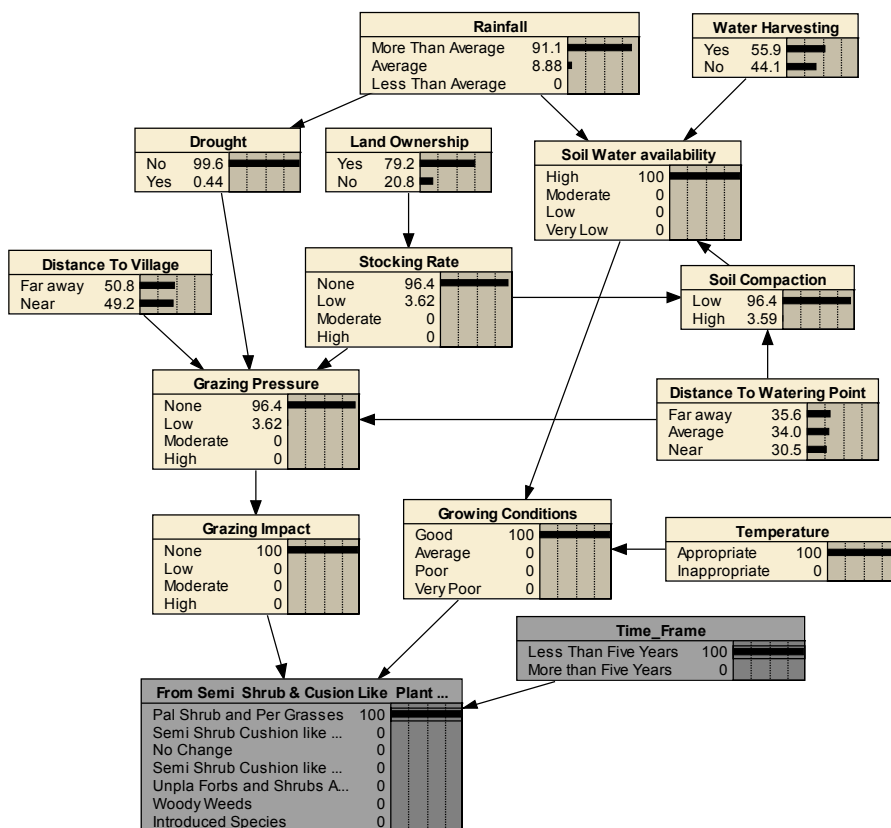 Rainfall
More Than Average 91.1
Average 8.88
Less Than Average 0
Water Harvesting
Yes 55.9
No 44.1
Drought
No 99.6
Yes 0.44
Land Ownership
Yes 79.2
No 20.8
Soil Water availability
High 100
Moderate 0
Low 0
Very Low 0
Distance To Village
Far away 50.8
Near 49.2
Stocking Rate
None 96.4
Low 3.62
Moderate 0
High 0
Soil Compaction
Low 96.4
High 3.59
Grazing Pressure
None 96.4
Low 3.62
Moderate 0
High 0
Distance To Watering Point
Far away 35.6
Average 34.0
Near 30.5
Grazing Impact
None 100
Low 0
Moderate 0
High 0
Growing Conditions
Good 100
Average 0
Poor 0
Very Poor 0
Temperature
Appropriate 100
Inappropriate 0
Time_Frame
Less Than Five Years 100
More than Five Years 0
From Semi Shrub & Cusion Like Plant ...
Pal Shrub and Per Grasses 100
Semi Shrub Cushion like ... 0
No Change 0
Semi Shrub Cushion like ... 0
Unpla Forbs and Shrubs A... 0
Woody Weeds 0
Introduced Species 0